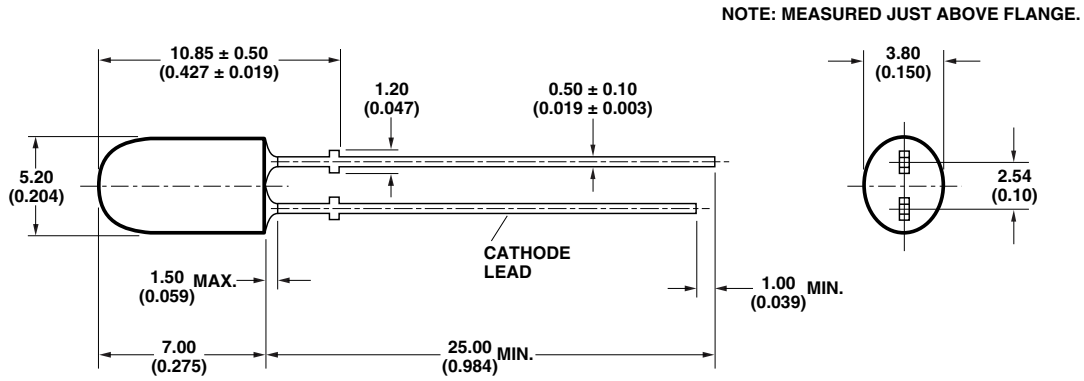 NOTE: MEASURED JUST ABOVE FLANGE.
10.85 ± 0.50
(0.427 ± 0.019)
1.20
(0.047)
0.50 ± 0.10
(0.019 ± 0.003)
3.80
(0.150)
5.20
(0.204)
2.54
(0.10)
CATHODE
LEAD
1.50 MAX.
(0.059)
1.00 MIN.
(0.039)
7.00
(0.275)
25.00 MIN.
(0.984)